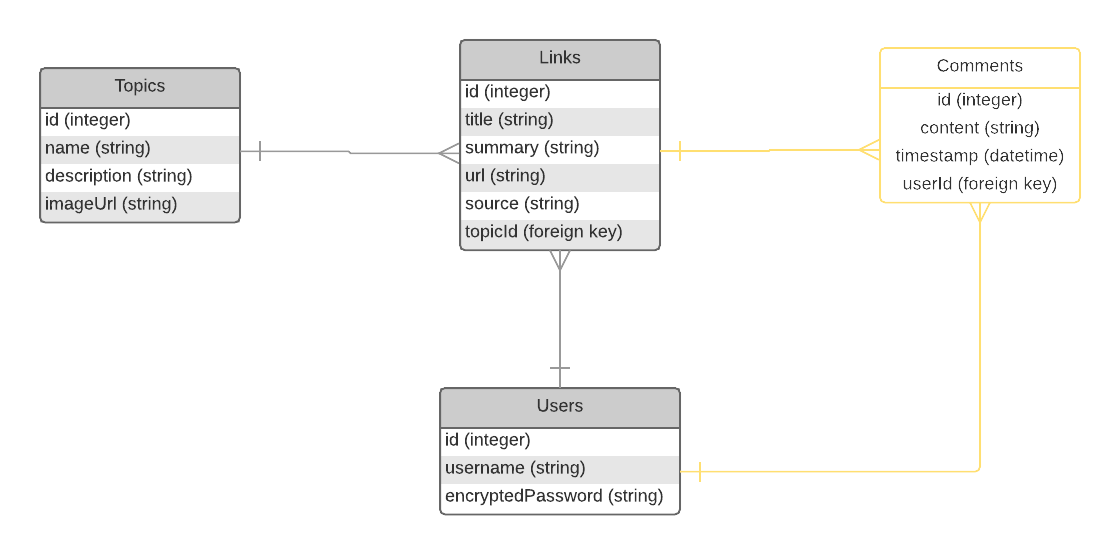 Topics
id (integer)
name (string)
description (string)
imageUrl (string)
Links
id (integer)
title (string)
summary (string)
url (string)
source (string)
topicId (foreign key)
Comments
id (integer)
content (string)
timestamp (datetime)
userId (foreign key)
Users
id (integer)
username (string)
encryptedPassword (string)